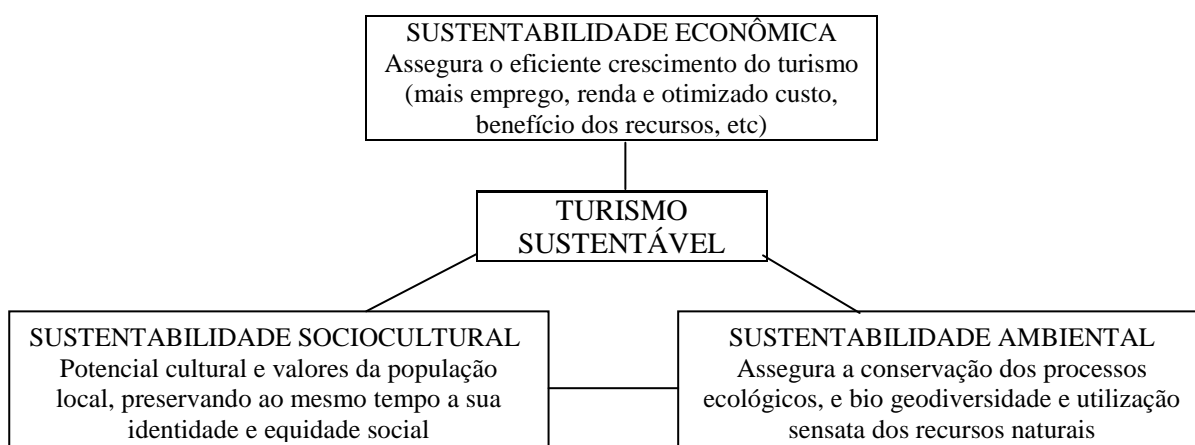 SUSTENTABILIDADE ECONÔMICA
Assegura o eficiente crescimento do turismo
(mais emprego, renda e otimizado custo,
benefício dos recursos, etc)
TURISMO
SUSTENTÁVEL
SUSTENTABILIDADE SOCIOCULTURAL
Potencial cultural e valores da população
local, preservando ao mesmo tempo a sua
identidade e equidade social
SUSTENTABILIDADE AMBIENTAL
Assegura a conservação dos processos
ecológicos, e bio geodiversidade e utilização
sensata dos recursos naturais